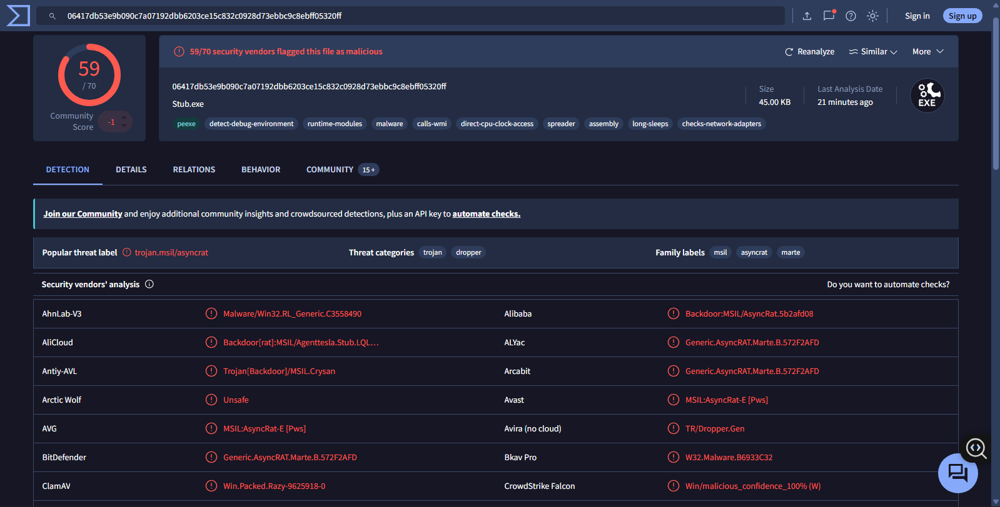 06417db53e9b090c7a07192dbb6203ce15c832c0928d73ebbc9c8ebff05320ff
Sign in
Sign up
59
/ 70
Community
Score
-1
59/70 security vendors flagged this file as malicious
Reanalyze
Similar
More
06417db53e9b090c7a07192dbb6203ce15c832c0928d73ebbc9c8ebff05320ff
Stub.exe
peexe
detect-debug-environment
runtime-modules
malware
calls-wmi
direct-cpu-clock-access
spreader
assembly
long-sleeps
checks-network-adapters
Size
45.00 KB
Last Analysis Date
21 minutes ago
EXE
DETECTION
DETAILS
RELATIONS
BEHAVIOR
COMMUNITY
15 +
Join our Community and enjoy additional community insights and crowdsourced detections, plus an API key to automate checks.
Popular threat label
trojan.msil/asyncrat
Threat categories
trojan
dropper
Family labels
msil
asyncrat
marte
Security vendors' analysis
Do you want to automate checks?
AhnLab-V3
Malware/Win32.RL_Generic.C3558490
Alibaba
Backdoor:MSIL/AsyncRat.5b2afd08
AliCloud
Backdoor[rat]:MSIL/Agenttesla.Stub.LQL…
ALYac
Generic.AsyncRAT.Marte.B.572F2AFD
Antiy-AVL
Trojan[Backdoor]/MSIL.Crysan
Arcabit
Generic.AsyncRAT.Marte.B.572F2AFD
Arctic Wolf
Unsafe
Avast
MSIL:AsyncRat-E [Pws]
AVG
MSIL:AsyncRat-E [Pws]
Avira (no cloud)
TR/Dropper.Gen
BitDefender
Generic.AsyncRAT.Marte.B.572F2AFD
Bkav Pro
W32.Malware.B6933C32
ClamAV
Win.Packed.Razy-9625918-0
CrowdStrike Falcon
Win/malicious_confidence_100% (W)